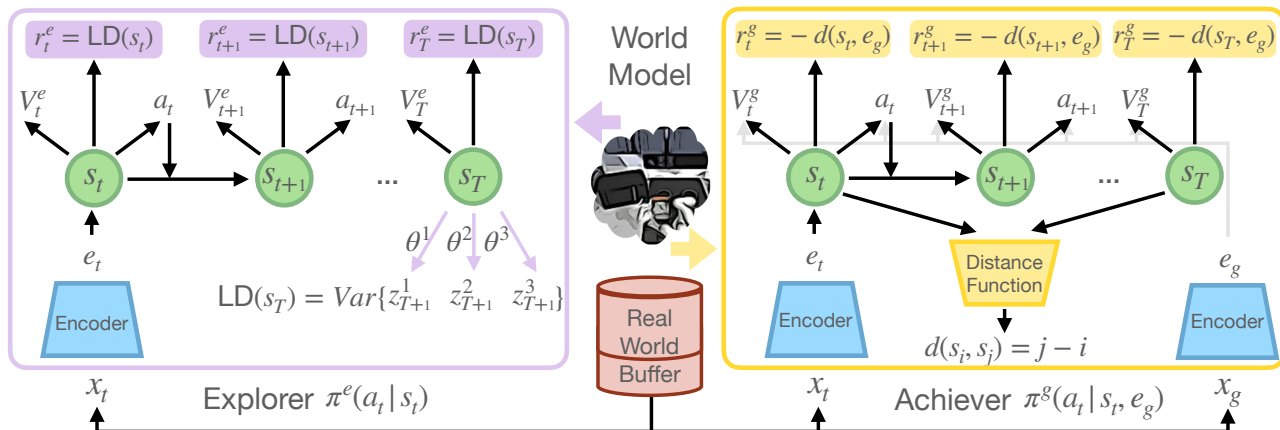 r_t^e = LD(s_t) r_{t+1}^e = LD(s_{t+1}) r_T^e = LD(s_T)
V_t^e a_t V_{t+1}^e a_{t+1} V_T^e
s_t s_{t+1} ... s_T
θ^1 θ^2 θ^3
e_t
LD(s_T) = Var{z_{T+1}^1 z_{T+1}^2 z_{T+1}^3}
Encoder
x_t
Explorer π^e(a_t | s_t)
World
Model
Real
World
Buffer
r_t^g = − d(s_t, e_g) r_{t+1}^g = − d(s_{t+1}, e_g) r_T^g = − d(s_T, e_g)
V_t^g a_t V_{t+1}^g a_{t+1} V_T^g
s_t s_{t+1} ... s_T
e_t
Distance
Function
e_g
Encoder
Encoder
d(s_i, s_j) = j − i
x_t
Achiever π^g(a_t | s_t, e_g)
x_g